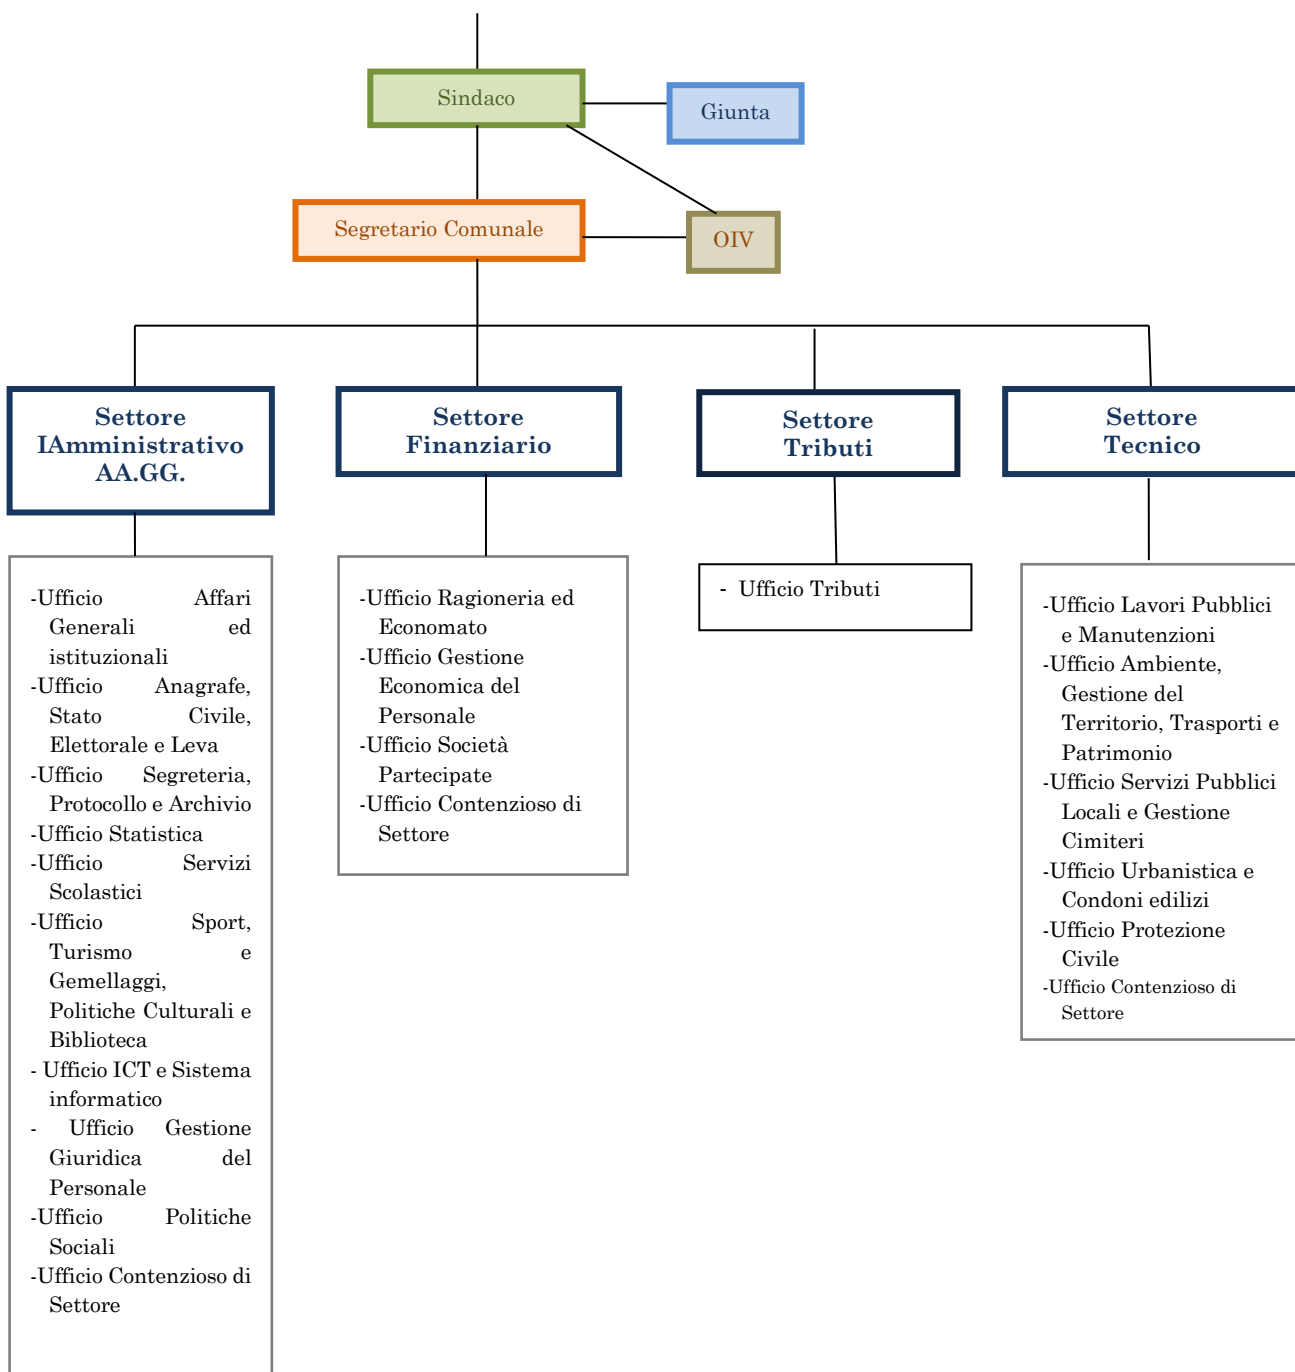 Sindaco
Giunta
Segretario Comunale
OIV
Settore
IAmministrativo
AA.GG.
Settore
Finanziario
Settore
Tributi
Settore
Tecnico
-Ufficio Affari
Generali ed
istituzionali
-Ufficio Anagrafe,
Stato Civile,
Elettorale e Leva
-Ufficio Segreteria,
Protocollo e Archivio
-Ufficio Statistica
-Ufficio Servizi
Scolastici
-Ufficio Sport,
Turismo e
Gemellaggi,
Politiche Culturali e
Biblioteca
- Ufficio ICT e Sistema
informatico
- Ufficio Gestione
Giuridica del
Personale
-Ufficio Politiche
Sociali
-Ufficio Contenzioso di
Settore
-Ufficio Ragioneria ed
Economato
-Ufficio Gestione
Economica del
Personale
-Ufficio Società
Partecipate
-Ufficio Contenzioso di
Settore
- Ufficio Tributi
-Ufficio Lavori Pubblici
e Manutenzioni
-Ufficio Ambiente,
Gestione del
Territorio, Trasporti e
Patrimonio
-Ufficio Servizi Pubblici
Locali e Gestione
Cimiteri
-Ufficio Urbanistica e
Condoni edilizi
-Ufficio Protezione
Civile
-Ufficio Contenzioso di
Settore